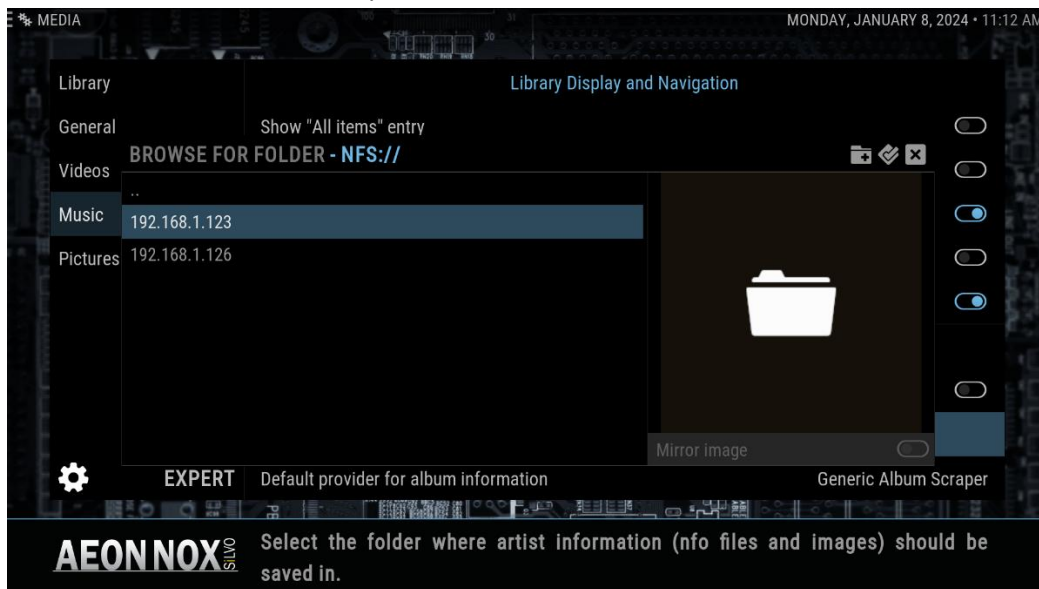 MEDIA
MONDAY, JANUARY 8, 2024 • 11:12 AM
Library
Library Display and Navigation
General
Show "All items" entry
BROWSE FOR FOLDER - NFS://
Videos
..
Music
192.168.1.123
Pictures
192.168.1.126
Mirror image
EXPERT
Default provider for album information
Generic Album Scraper
AEON NOX SiLVO
Select the folder where artist information (nfo files and images) should be
saved in.